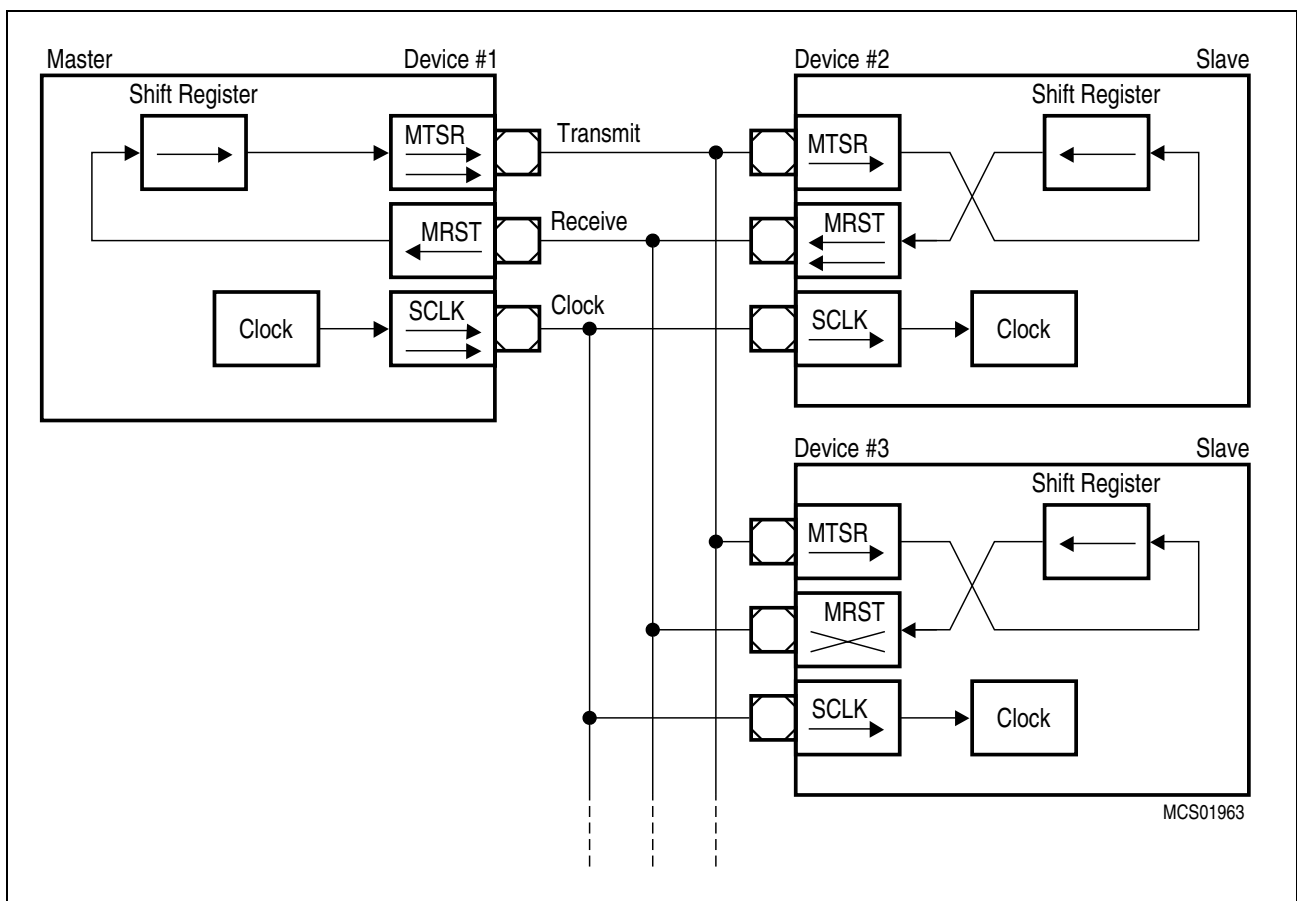 Master Device #1
Shift Register
MTSR
Transmit
MRST
Receive
Clock
SCLK
Clock
Device #2 Slave
Shift Register
MTSR
MRST
SCLK
Clock
Device #3 Slave
Shift Register
MTSR
MRST
SCLK
Clock
MCS01963